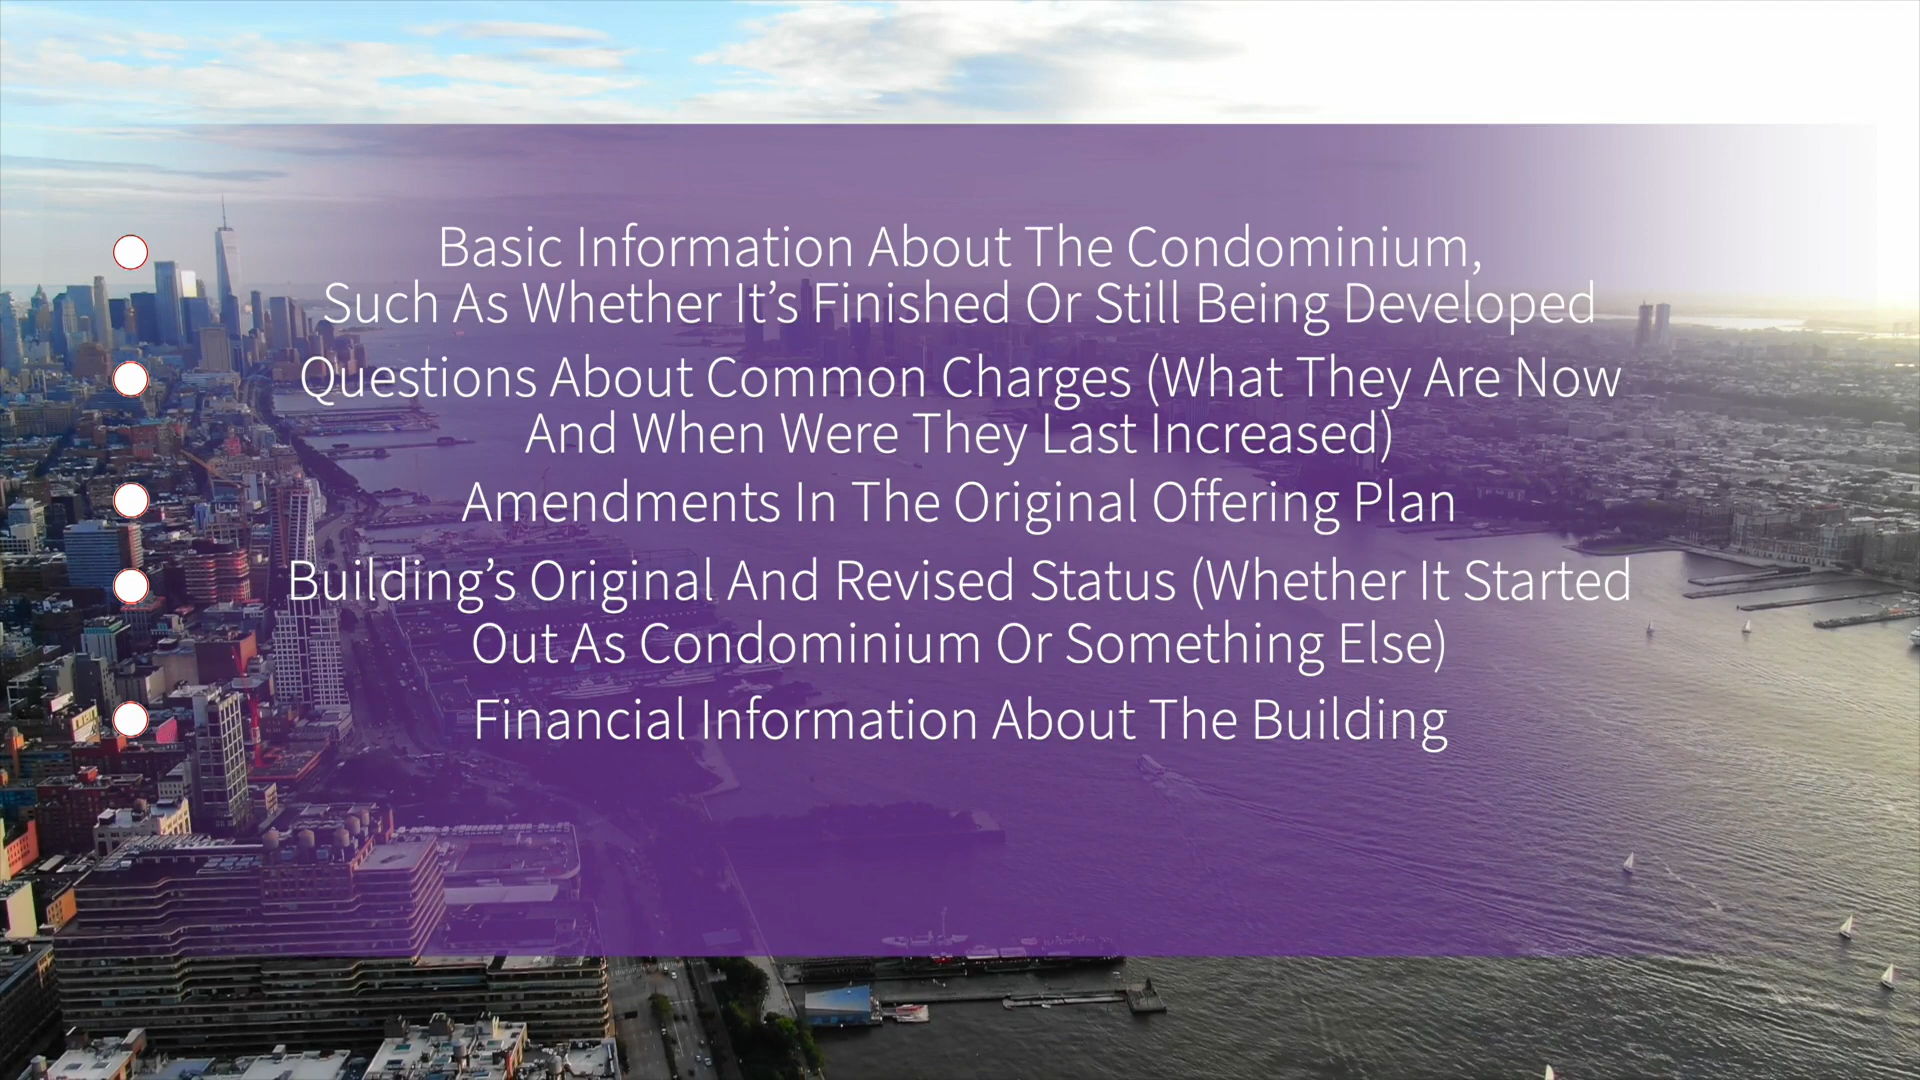 Basic Information About The Condominium,
Such As Whether It’s Finished Or Still Being Developed
Questions About Common Charges (What They Are Now
And When Were They Last Increased)
Amendments In The Original Offering Plan
Building’s Original And Revised Status (Whether It Started
Out As Condominium Or Something Else)
Financial Information About The Building